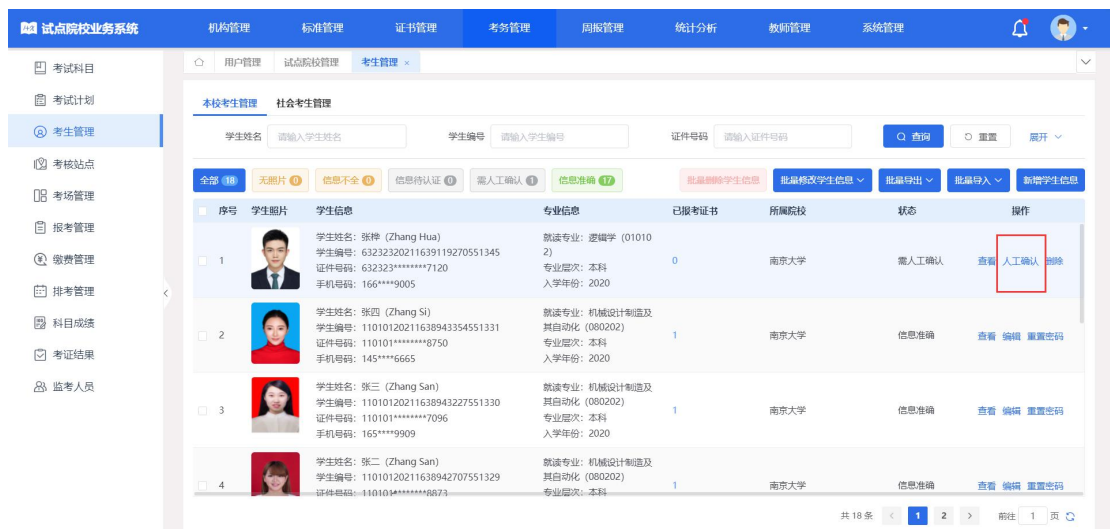 试点院校业务系统 机构管理 标准管理 证书管理 考务管理 周报管理 统计分析 教师管理 系统管理
考试科目
考试计划
考生管理
考核站点
考场管理
报考管理
缴费管理
排考管理
科目成绩
考证结果
监考人员
用户管理 试点院校管理 考生管理 ×
本校考生管理 社会考生管理
学生姓名 请输入学生姓名 学生编号 请输入学生编号 证件号码 请输入证件号码 查询 重置 展开
全部 18 无照片 0 信息不全 0 信息待认证 0 需人工确认 1 信息准确 17 批量删除学生信息 批量修改学生信息 批量导出 批量导入 新增学生信息
序号 学生照片 学生信息 专业信息 已报考证书 所属院校 状态 操作
学生姓名：张桦 (Zhang Hua) 就读专业：逻辑学 (01010
学生编号：63232320211639119270551345 2)
1 0 南京大学 需人工确认 查看 人工确认 删除
证件号码：632323********7120 专业层次：本科
手机号码：166****9005 入学年份：2020
学生姓名：张四 (Zhang Si) 就读专业：机械设计制造及
学生编号：11010120211638943354551331 其自动化 (080202)
2 1 南京大学 信息准确 查看 编辑 重置密码
证件号码：110101********8750 专业层次：本科
手机号码：145****6665 入学年份：2020
学生姓名：张三 (Zhang San) 就读专业：机械设计制造及
学生编号：11010120211638943227551330 其自动化 (080202)
3 1 南京大学 信息准确 查看 编辑 重置密码
证件号码：110101********7096 专业层次：本科
手机号码：165****9909 入学年份：2020
学生姓名：张二 (Zhang San) 就读专业：机械设计制造及
学生编号：11010120211638942707551329 其自动化 (080202)
4 1 南京大学 信息准确 查看 编辑 重置密码
证件号码：110101********8873 专业层次：本科
共 18 条 1 2 前往 1 页